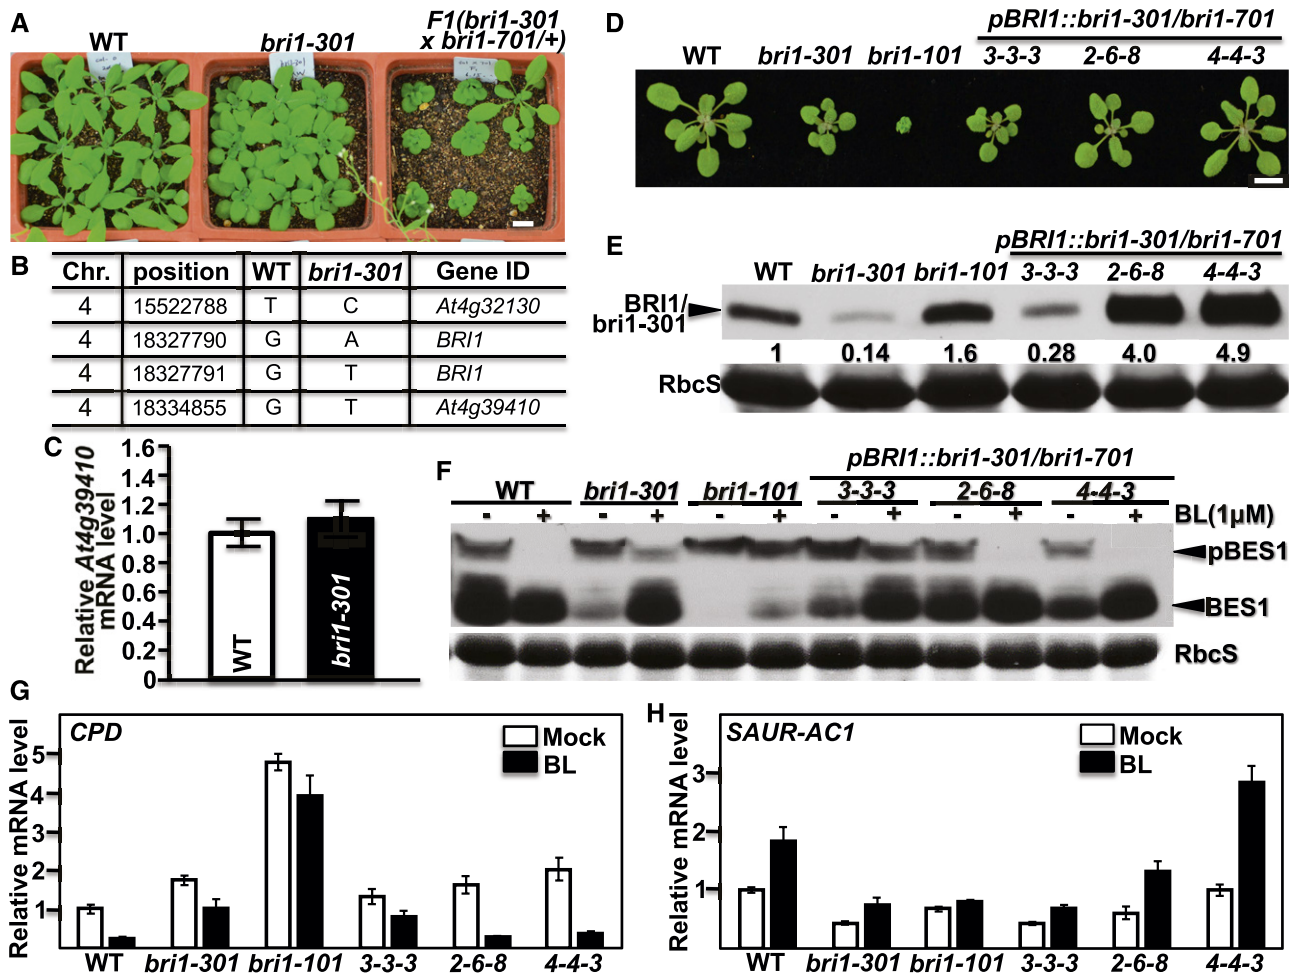 A
WT
bri1-301
F1(bri1-301
x bri1-701/+)
B
Chr. position WT bri1-301 Gene ID
4 15522788 T C At4g32130
4 18327790 G A BRI1
4 18327791 G T BRI1
4 18334855 G T At4g39410
C
Relative At4g39410
mRNA level
1.6
1.4
1.2
1.0
0.8
0.6
0.4
0.2
0
WT
bri1-301
D
pBRI1::bri1-301/bri1-701
WT bri1-301 bri1-101 3-3-3 2-6-8 4-4-3
E
pBRI1::bri1-301/bri1-701
WT bri1-301 bri1-101 3-3-3 2-6-8 4-4-3
BRI1/
bri1-301
1 0.14 1.6 0.28 4.0 4.9
RbcS
F
pBRI1::bri1-301/bri1-701
WT bri1-301 bri1-101 3-3-3 2-6-8 4-4-3
- + - + - + - + - + - + BL(1µM)
pBES1
BES1
RbcS
G
CPD
Mock
BL
Relative mRNA level
5
4
3
2
1
WT bri1-301 bri1-101 3-3-3 2-6-8 4-4-3
H
SAUR-AC1
Mock
BL
Relative mRNA level
3
2
1
WT bri1-301 bri1-101 3-3-3 2-6-8 4-4-3